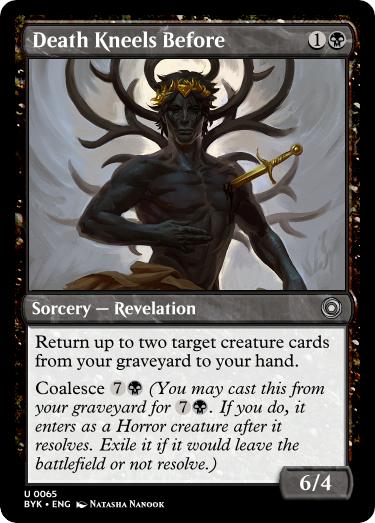 Death Kneels Before 1
Sorcery — Revelation
Return up to two target creature cards
from your graveyard to your hand.
Coalesce 7 (You may cast this from
your graveyard for 7. If you do, it
enters as a Horror creature after it
resolves. Exile it if it would leave the
battlefield or not resolve.)
6/4
U 0065
BYK • ENG Natasha Nanook